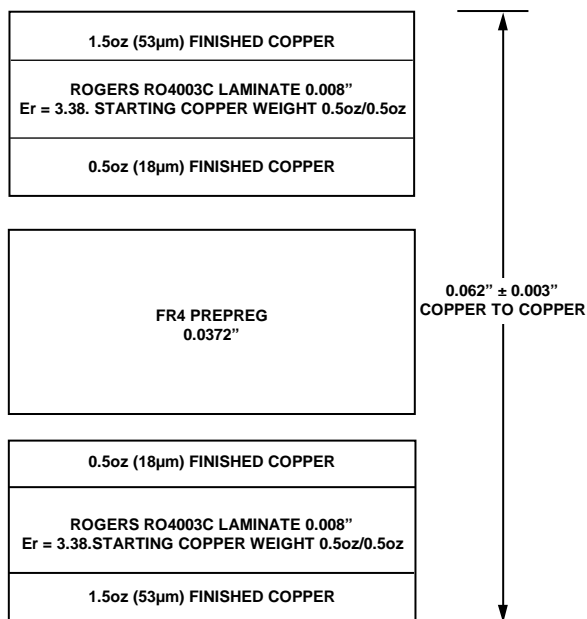 1.5oz (53µm) FINISHED COPPER
ROGERS RO4003C LAMINATE 0.008”
Er = 3.38. STARTING COPPER WEIGHT 0.5oz/0.5oz
0.5oz (18µm) FINISHED COPPER
FR4 PREPREG
0.0372”
0.062” ± 0.003”
COPPER TO COPPER
0.5oz (18µm) FINISHED COPPER
ROGERS RO4003C LAMINATE 0.008”
Er = 3.38.STARTING COPPER WEIGHT 0.5oz/0.5oz
1.5oz (53µm) FINISHED COPPER